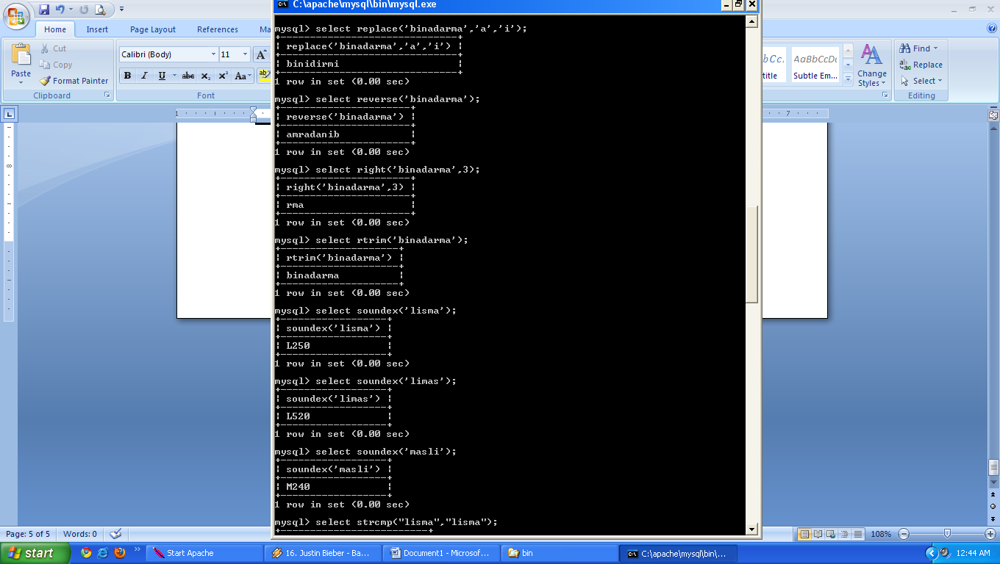 C:\apache\mysql\bin\mysql.exe
Home Insert Page Layout References Ma
Cut
Copy
Format Painter
Paste
Clipboard
Calibri (Body) 11
B I U abc x₂ x² Aa ab
Font
Subtle Em...
Change
Styles
Find
Replace
Select
Editing
1 7
8
mysql> select replace('binadarma','a','i');
| replace('binadarma','a','i') |
| binidirmi |
1 row in set (0.00 sec)
mysql> select reverse('binadarma');
| reverse('binadarma') |
| amradanib |
1 row in set (0.00 sec)
mysql> select right('binadarma',3);
| right('binadarma',3) |
| rma |
1 row in set (0.00 sec)
mysql> select rtrim('binadarma');
| rtrim('binadarma') |
| binadarma |
1 row in set (0.00 sec)
mysql> select soundex('lisma');
| soundex('lisma') |
| L250 |
1 row in set (0.00 sec)
mysql> select soundex('limas');
| soundex('limas') |
| L520 |
1 row in set (0.00 sec)
mysql> select soundex('masli');
| soundex('masli') |
| M240 |
1 row in set (0.00 sec)
mysql> select strcmp("lisma","lisma");
Page: 5 of 5 Words: 0 108%
start Start Apache 16. Justin Bieber - Ba... Document1 - Microsof... bin C:\apache\mysql\bin\... 12:44 AM